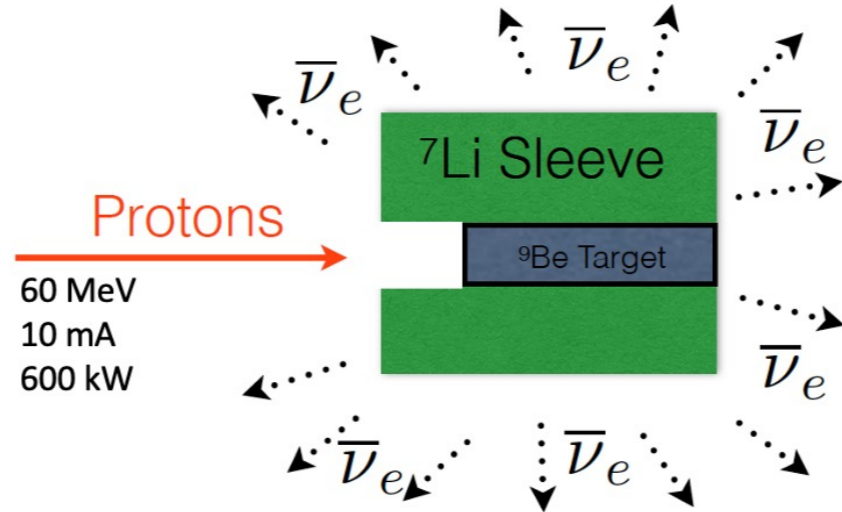 ν̅ₑ
ν̅ₑ
ν̅ₑ
⁷Li Sleeve
Protons
⁹Be Target
60 MeV
10 mA
600 kW
ν̅ₑ
ν̅ₑ
ν̅ₑ